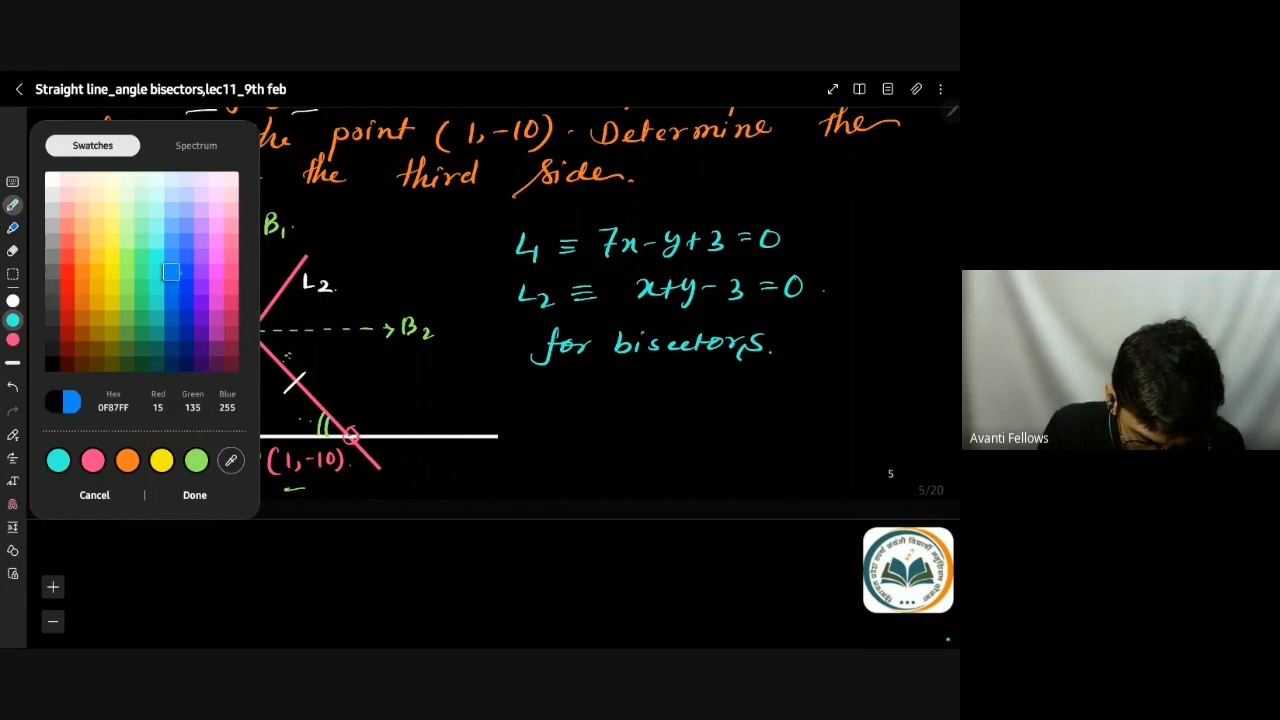 Straight line_angle bisectors,lec11_9th feb
the point (1,-10). Determine the
the third side.
Swatches
Spectrum
Hex
Red
Green
Blue
0F87FF
15
135
255
Cancel
Done
B1
L2
B2
(1,-10)
L1 ≡ 7x-y+3=0
L2 ≡ x+y-3=0
for bisectors.
5
5/20
Avanti Fellows